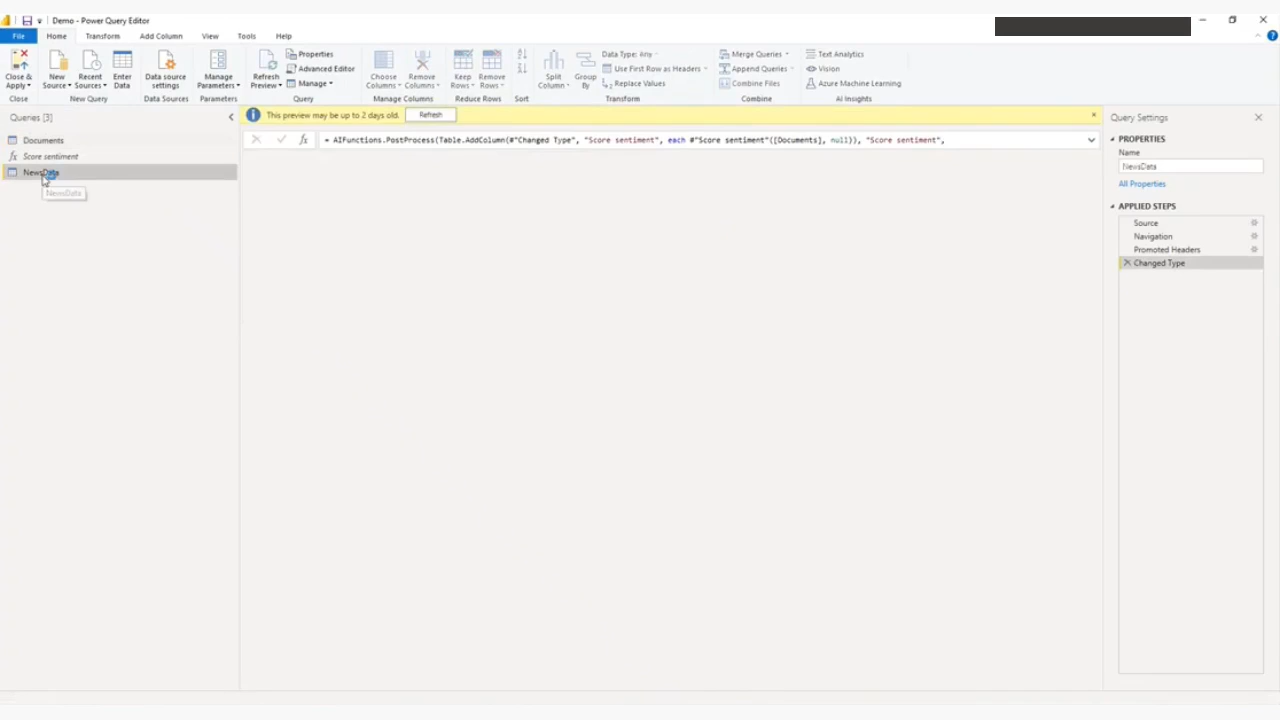 Demo - Power Query Editor
File Home Transform Add Column View Tools Help
Close & Apply
Close
New Source
Recent Sources
Enter Data
New Query
Data source settings
Data Sources
Manage Parameters
Parameters
Refresh Preview
Properties
Advanced Editor
Manage
Query
Choose Columns
Remove Columns
Manage Columns
Keep Rows
Remove Rows
Reduce Rows
Sort
Split Column
Group By
Data Type: Any
Use First Row as Headers
Replace Values
Transform
Merge Queries
Append Queries
Combine Files
Combine
Text Analytics
Vision
Azure Machine Learning
AI Insights
Queries [3]
Documents
fx Score sentiment
NewsData
NewsData
This preview may be up to 2 days old. Refresh
fx = AIFunctions.PostProcess(Table.AddColumn(#"Changed Type", "Score sentiment", each #"Score sentiment"([Documents], null)), "Score sentiment",
Query Settings
PROPERTIES
Name
NewsData
All Properties
APPLIED STEPS
Source
Navigation
Promoted Headers
Changed Type